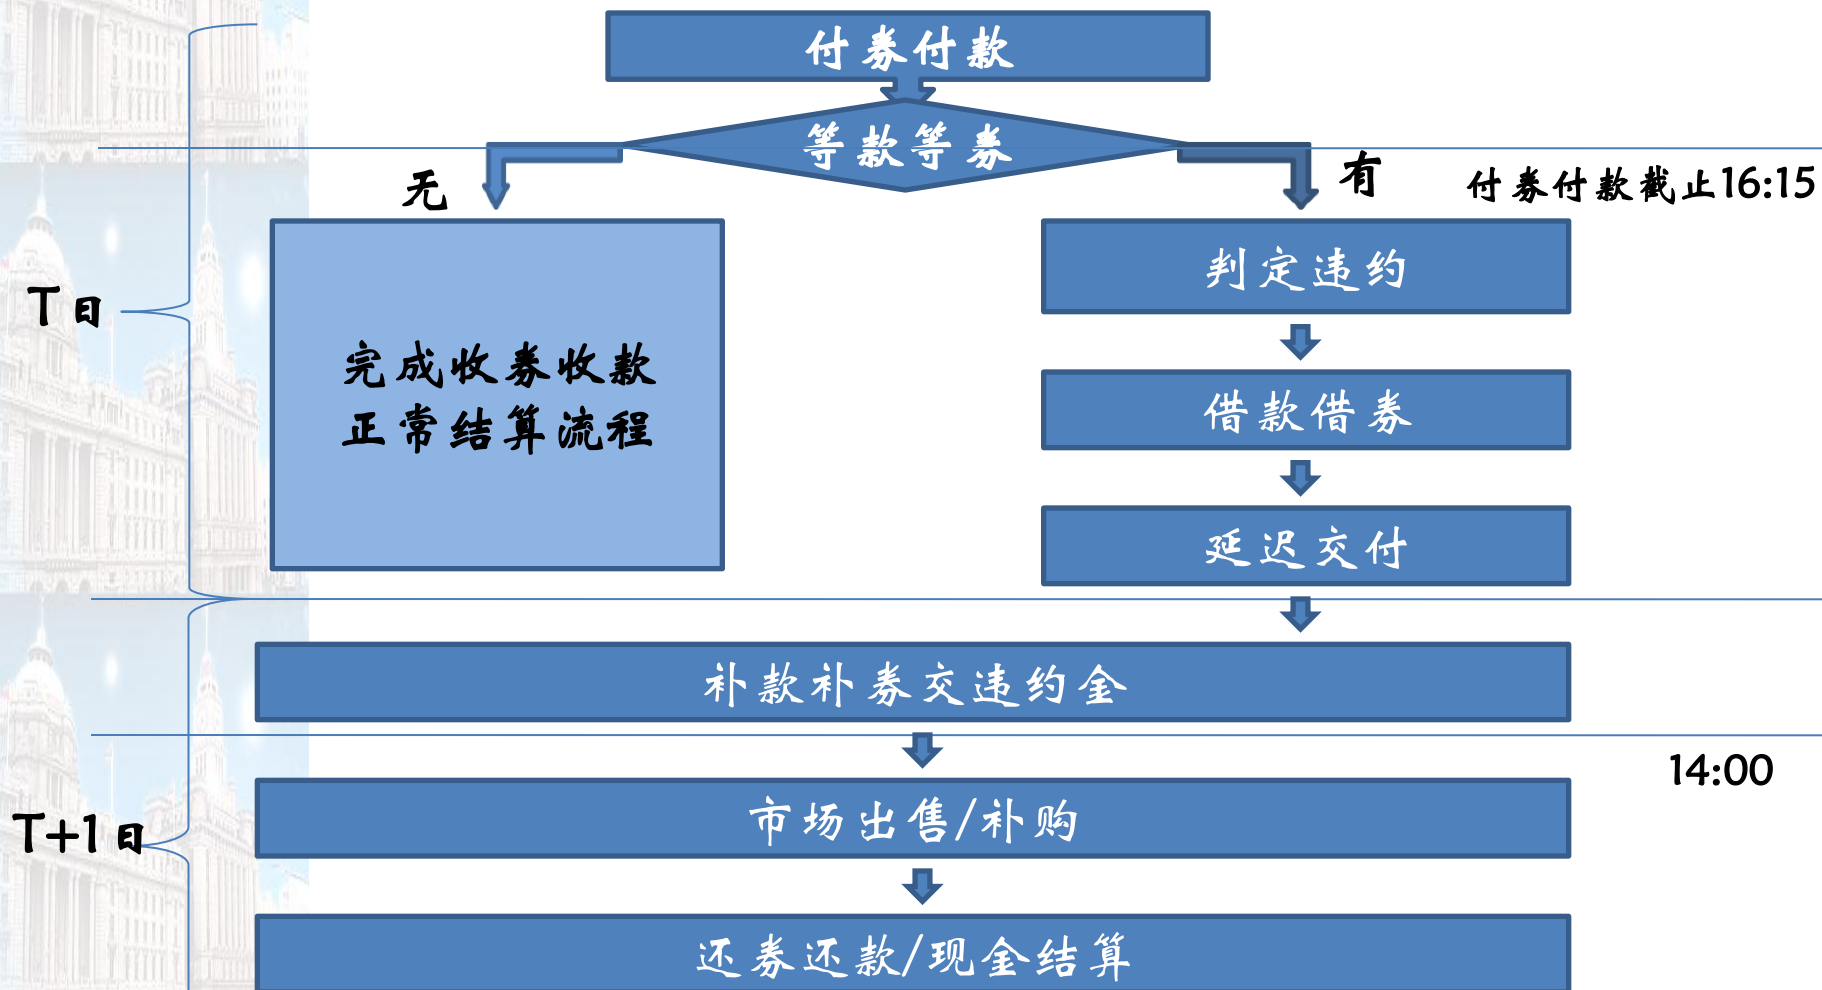 付券付款
等款等券
无
有
付券付款截止16:15
判定违约
T日
完成收券收款
正常结算流程
借款借券
延迟交付
补款补券交违约金
14:00
市场出售/补购
T+1日
还券还款/现金结算